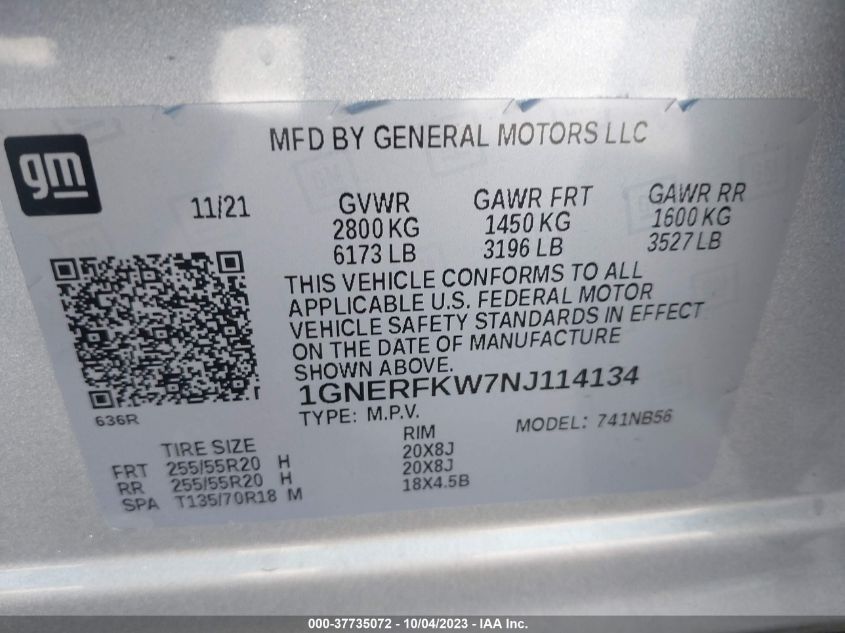 MFD BY GENERAL MOTORS LLC
gm
11/21
GVWR GAWR FRT GAWR RR
2800 KG 1450 KG 1600 KG
6173 LB 3196 LB 3527 LB
THIS VEHICLE CONFORMS TO ALL
APPLICABLE U.S. FEDERAL MOTOR
VEHICLE SAFETY STANDARDS IN EFFECT
ON THE DATE OF MANUFACTURE
SHOWN ABOVE.
1GNERFKW7NJ114134
636R
TYPE: M.P.V. MODEL: 741NB56
TIRE SIZE RIM
FRT 255/55R20 H 20X8J
RR 255/55R20 H 20X8J
SPA T135/70R18 M 18X4.5B
000-37735072 - 10/04/2023 - IAA Inc.